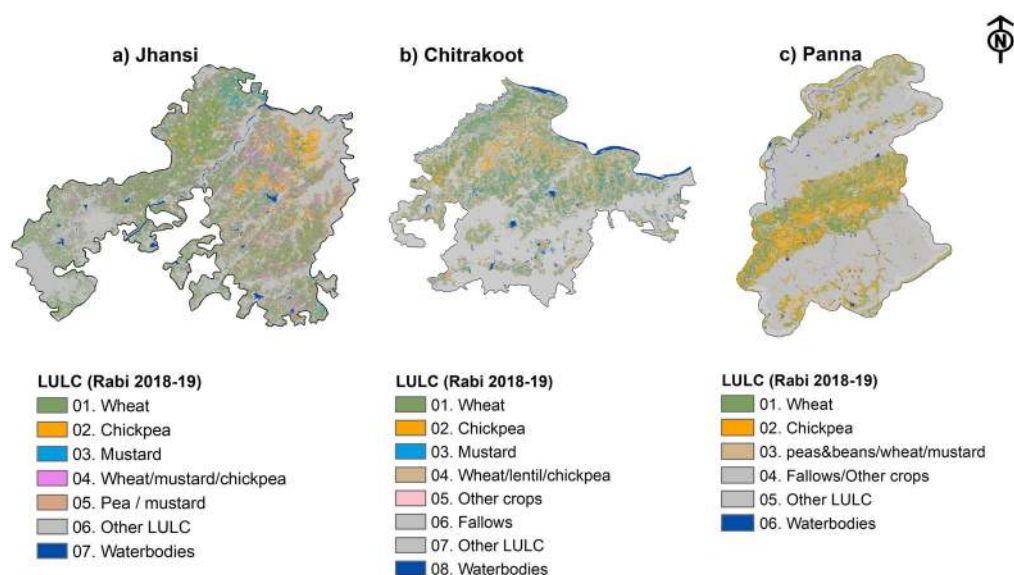 N
a) Jhansi
b) Chitrakoot
c) Panna
LULC (Rabi 2018-19)
01. Wheat
02. Chickpea
03. Mustard
04. Wheat/mustard/chickpea
05. Pea / mustard
06. Other LULC
07. Waterbodies
LULC (Rabi 2018-19)
01. Wheat
02. Chickpea
03. Mustard
04. Wheat/lentil/chickpea
05. Other crops
06. Fallows
07. Other LULC
08. Waterbodies
LULC (Rabi 2018-19)
01. Wheat
02. Chickpea
03. peas&beans/wheat/mustard
04. Fallows/Other crops
05. Other LULC
06. Waterbodies